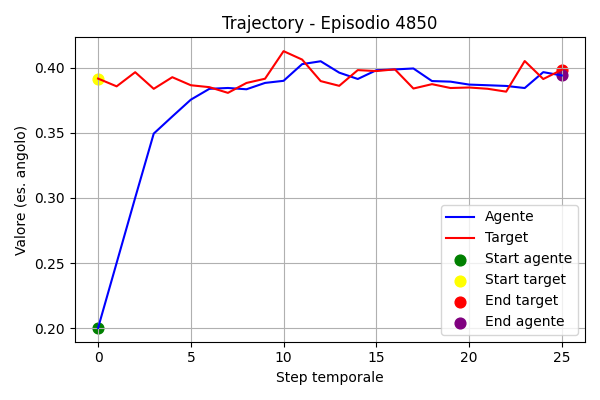 Trajectory - Episodio 4850
Valore (es. angolo)
0.40
0.35
0.30
0.25
0.20
0
5
10
15
20
25
Step temporale
Agente
Target
Start agente
Start target
End target
End agente